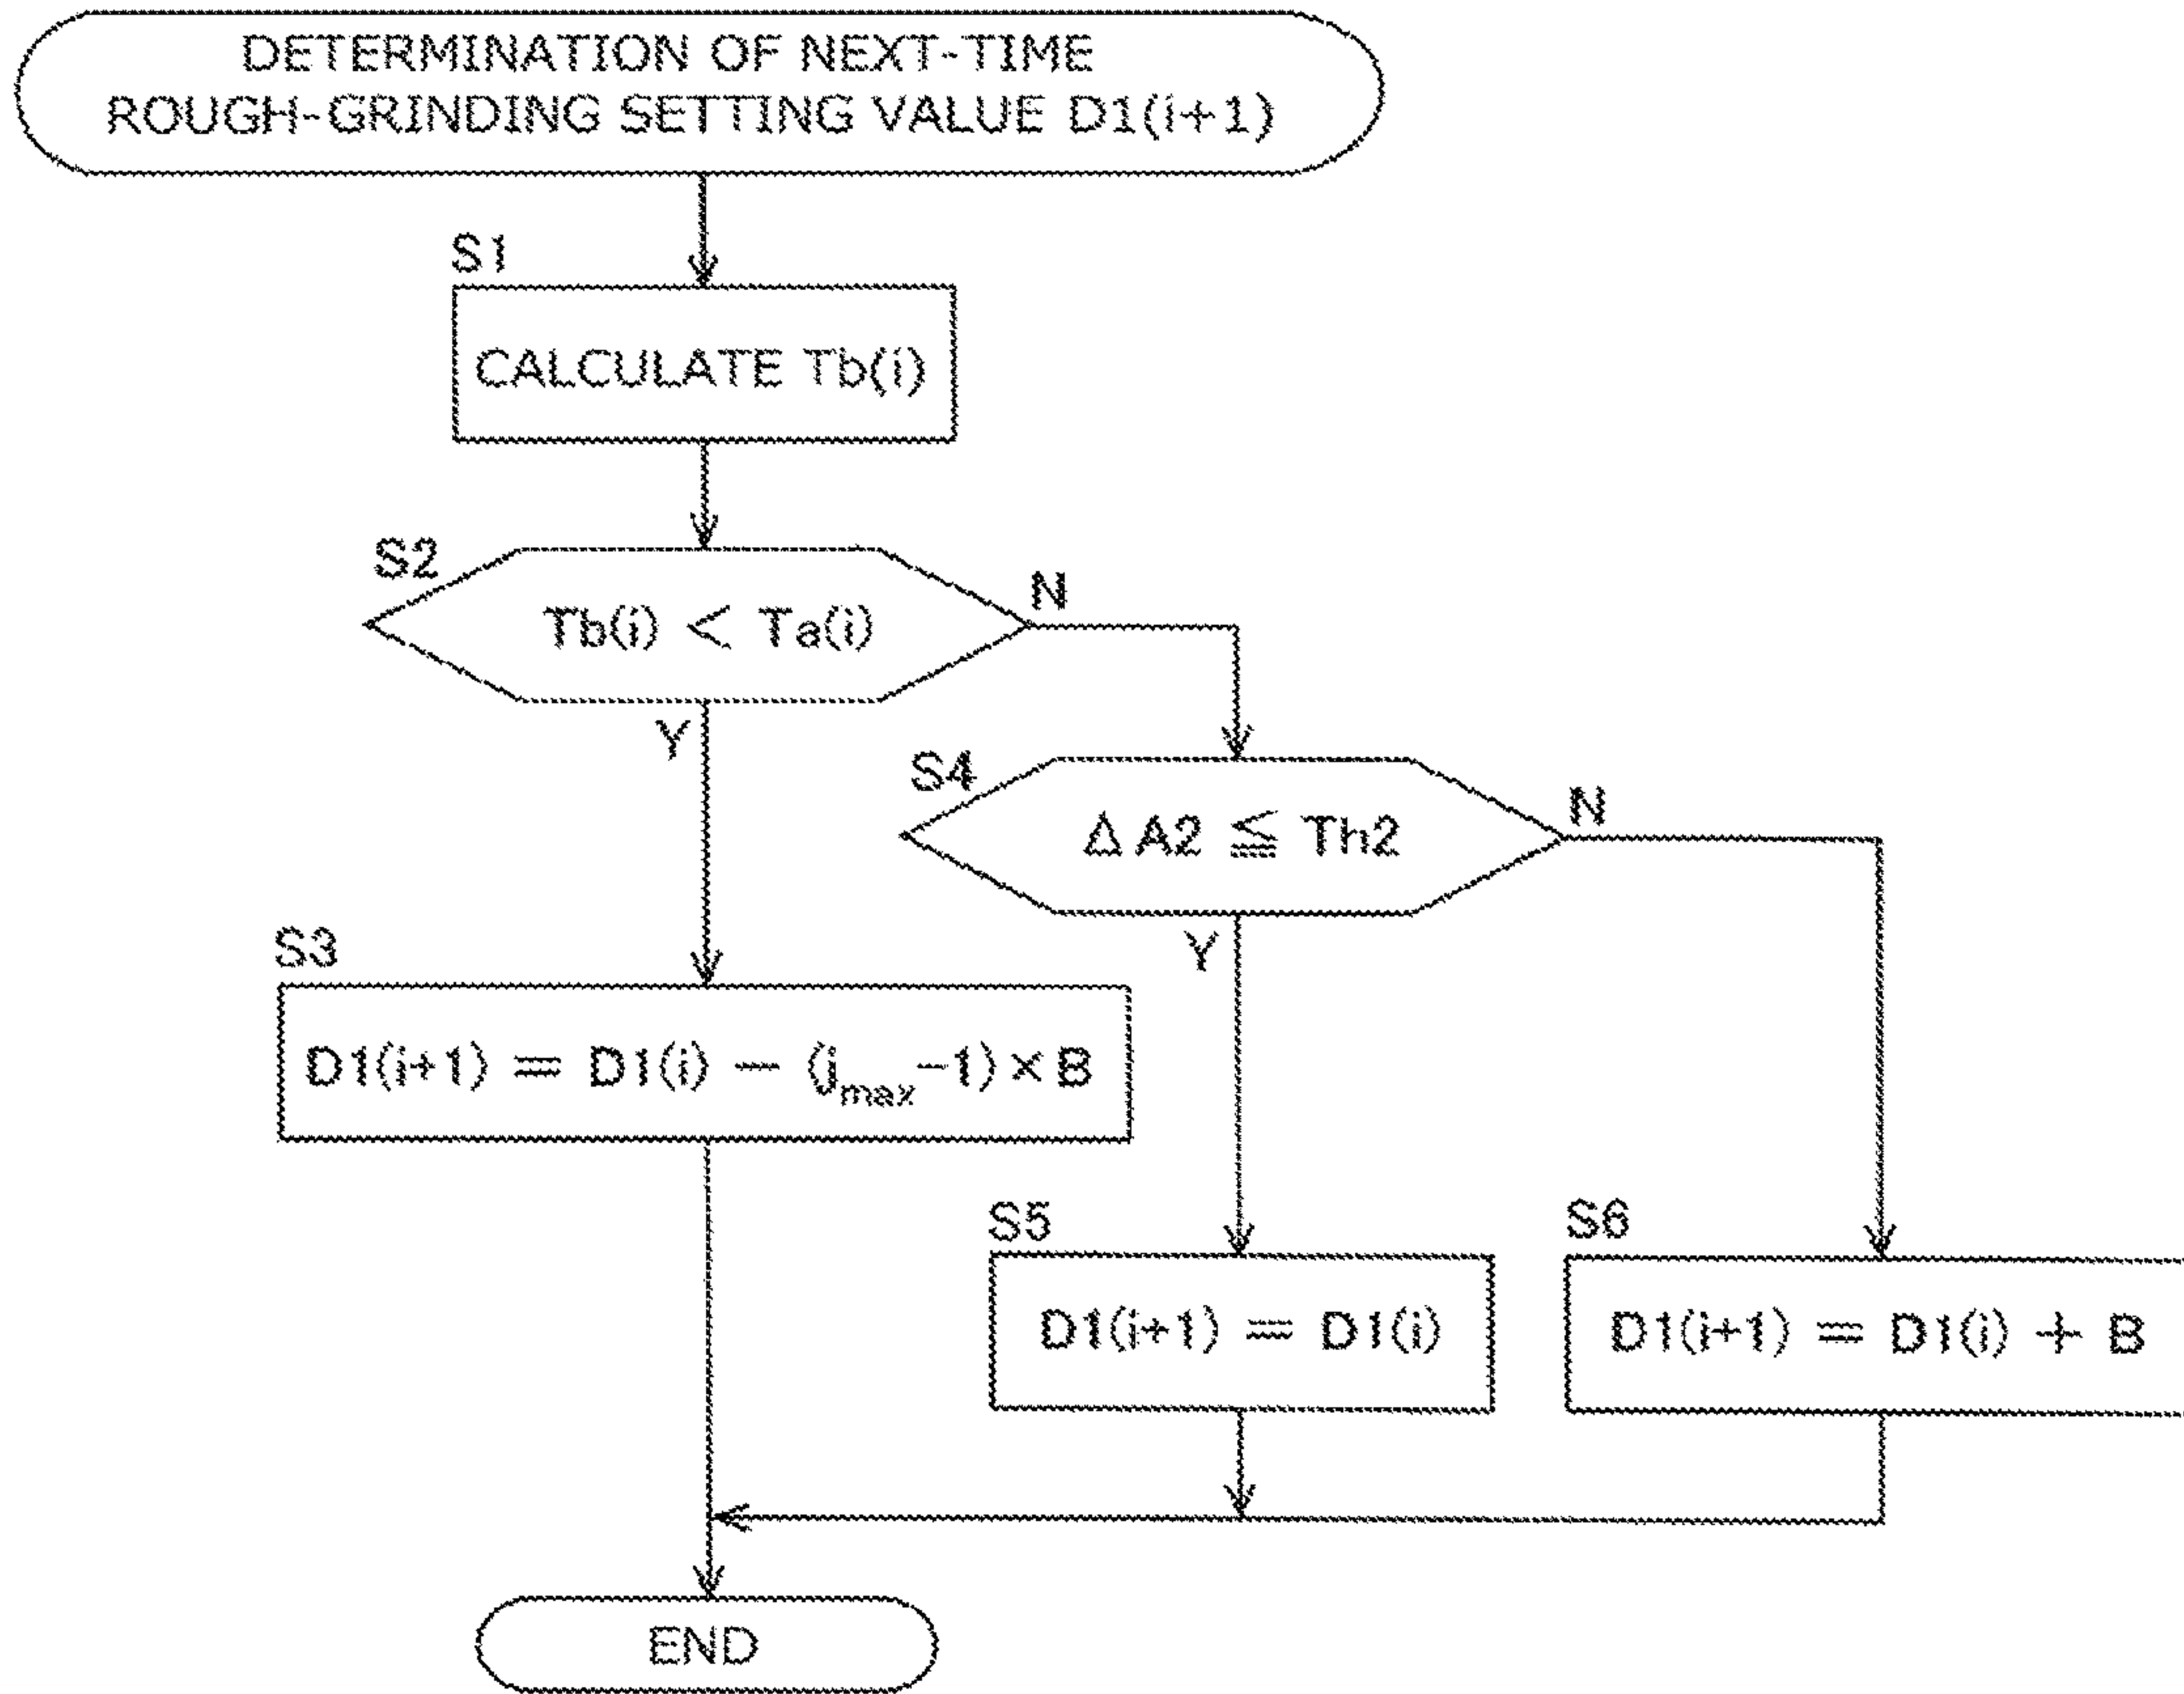 DETERMINATION OF NEXT-TIME
ROUGH-GRINDING SETTING VALUE D1(i+1)
S1
CALCULATE Tb(i)
S2
Tb(i) < Ta(i)
N
Y
S4
Δ A2 ≦ Th2
N
Y
S3
D1(i+1) = D1(i) − (jmax−1)×B
S5
D1(i+1) = D1(i)
S6
D1(i+1) = D1(i) + B
END